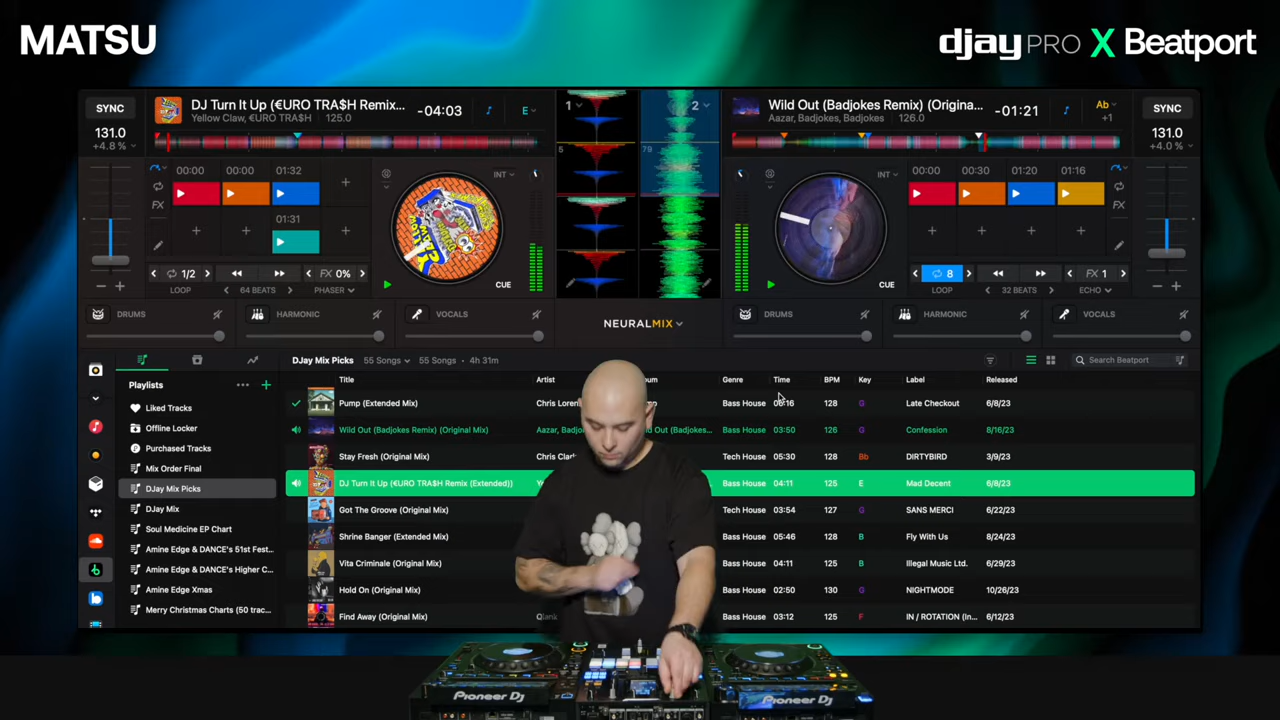 MATSU
djay PRO X Beatport
SYNC
131.0
+4.8 %
DJ Turn It Up (€URO TRA$H Remix...
Yellow Claw, €URO TRA$H 125.0
-04:03
E
1
2
Wild Out (Badjokes Remix) (Origina...
Aazar, Badjokes, Badjokes 126.0
-01:21
Ab
+1
SYNC
131.0
+4.0 %
00:00 00:00 01:32
01:31
FX
INT
5
79
INT
00:00 00:30 01:20 01:16
FX
1/2
LOOP
64 BEATS
FX 0%
PHASER
CUE
CUE
8
LOOP
32 BEATS
FX 1
ECHO
DRUMS
HARMONIC
VOCALS
NEURALMIX
DRUMS
HARMONIC
VOCALS
DJay Mix Picks 55 Songs 55 Songs • 4h 31m
Search Beatport
Playlists
Liked Tracks
Offline Locker
Purchased Tracks
Mix Order Final
DJay Mix Picks
DJay Mix
Soul Medicine EP Chart
Amine Edge & DANCE's 51st Fest...
Amine Edge & DANCE's Higher C...
Amine Edge Xmas
Merry Christmas Charts (50 trac...
Title Artist Genre Time BPM Key Label Released
Pump (Extended Mix) Chris Loren Bass House 128 G Late Checkout 6/8/23
Wild Out (Badjokes Remix) (Original Mix) Aazar, Badjo Out (Badjokes... Bass House 03:50 126 G Confession 8/16/23
Stay Fresh (Original Mix) Chris Tech House 05:30 128 Bb DIRTYBIRD 3/9/23
DJ Turn It Up (€URO TRA$H Remix (Extended)) Bass House 04:11 125 E Mad Decent 6/8/23
Got The Groove (Original Mix) Tech House 03:54 127 G SANS MERCI 6/22/23
Shrine Banger (Extended Mix) Bass House 05:46 128 B Fly With Us 8/24/23
Vita Criminale (Original Mix) Bass House 04:11 125 B Illegal Music Ltd. 6/29/23
Hold On (Original Mix) Bass House 02:50 130 G NIGHTMODE 10/26/23
Find Away (Original Mix) Qlank Bass House 03:12 126 F IN / ROTATION (In... 6/12/23
Pioneer Dj
Pioneer Dj